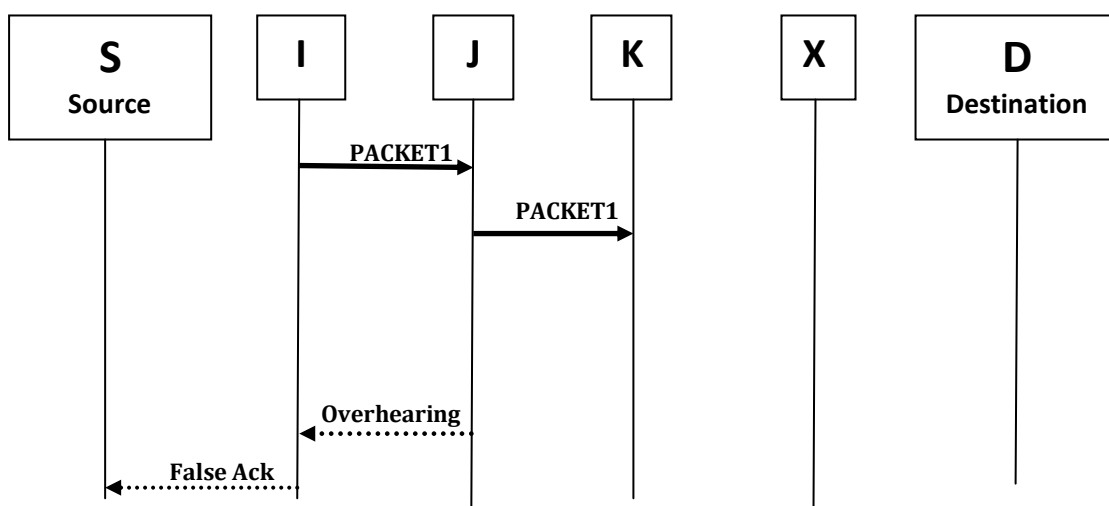 S
Source
I
J
K
X
D
Destination
PACKET1
PACKET1
Overhearing
False Ack